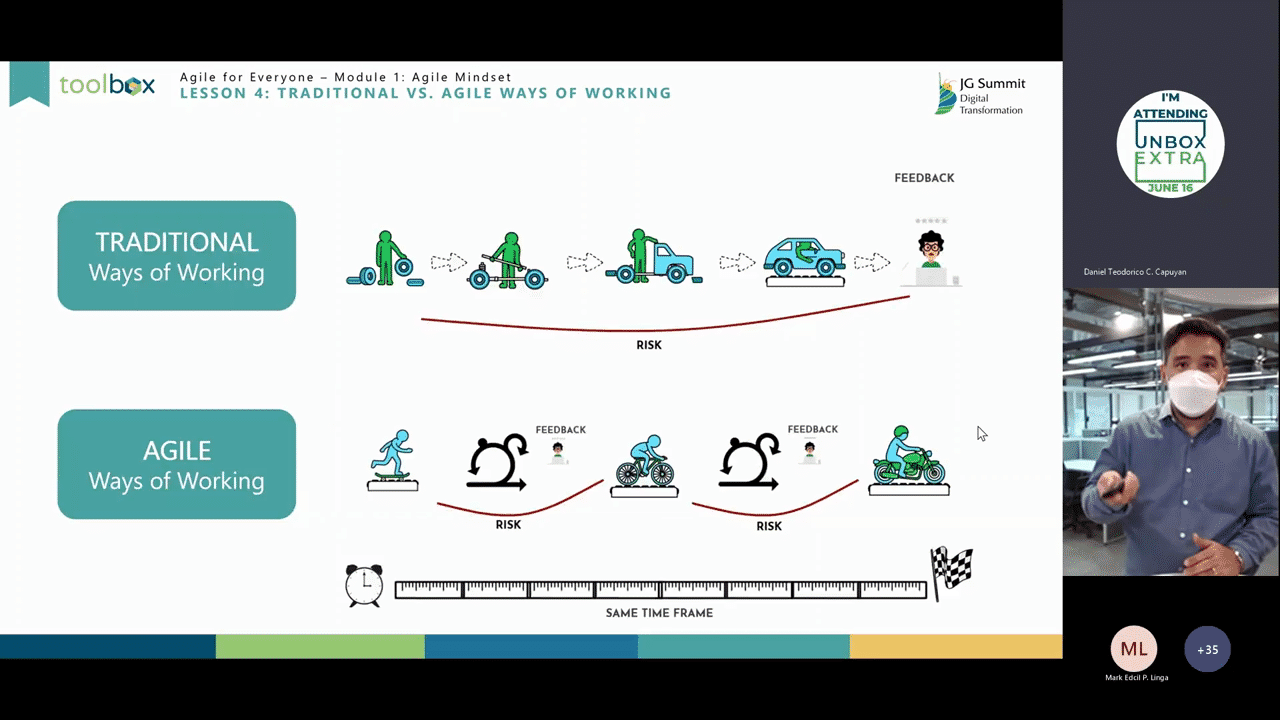 toolbox
Agile for Everyone – Module 1: Agile Mindset
LESSON 4: TRADITIONAL VS. AGILE WAYS OF WORKING
JG Summit
Digital
Transformation
I'M
ATTENDING
UNBOX
EXTRA
JUNE 16
Daniel Teodorico C. Capuyan
TRADITIONAL
Ways of Working
FEEDBACK
RISK
AGILE
Ways of Working
FEEDBACK
FEEDBACK
RISK
RISK
SAME TIME FRAME
ML
+35
Mark Edcil P. Linga